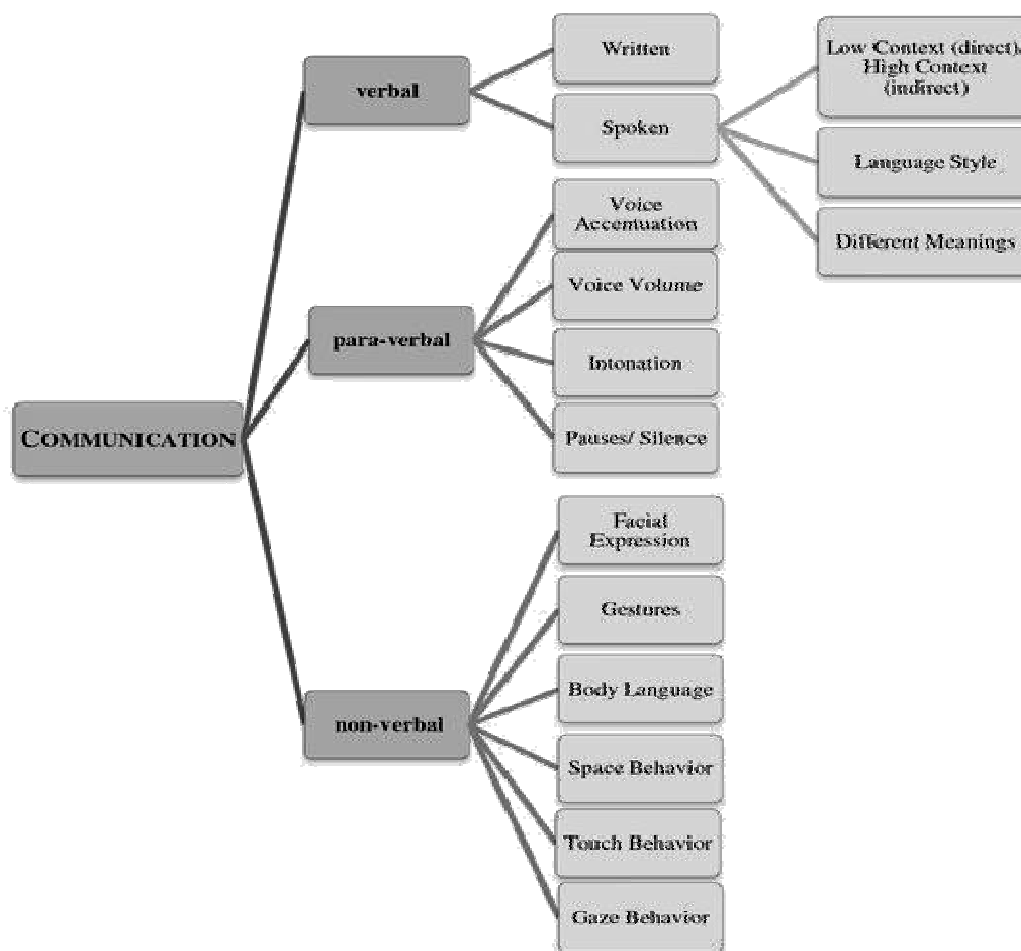 COMMUNICATION
verbal
Written
Spoken
Low Context (direct)/
High Context
(indirect)
Language Style
Different Meanings
para-verbal
Voice
Accentuation
Voice Volume
Intonation
Pauses/ Silence
non-verbal
Facial
Expression
Gestures
Body Language
Space Behavior
Touch Behavior
Gaze Behavior